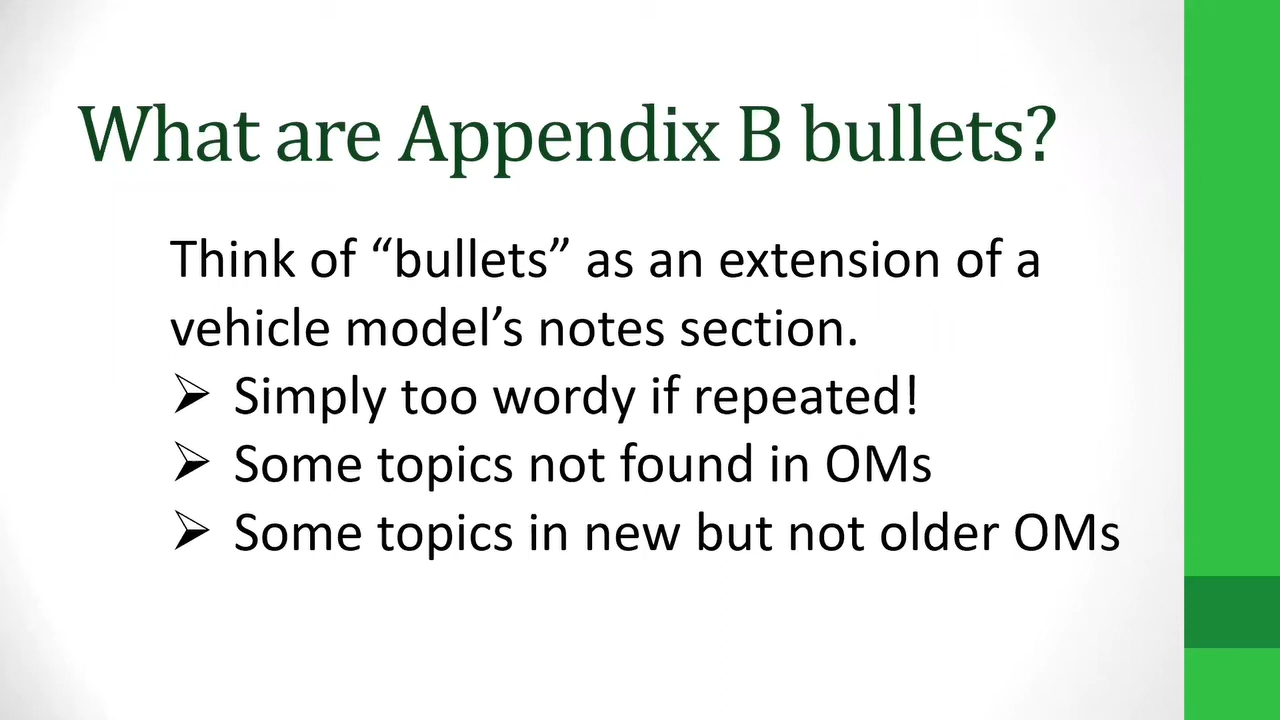 What are Appendix B bullets?
Think of “bullets” as an extension of a
vehicle model’s notes section.
➢ Simply too wordy if repeated!
➢ Some topics not found in OMs
➢ Some topics in new but not older OMs